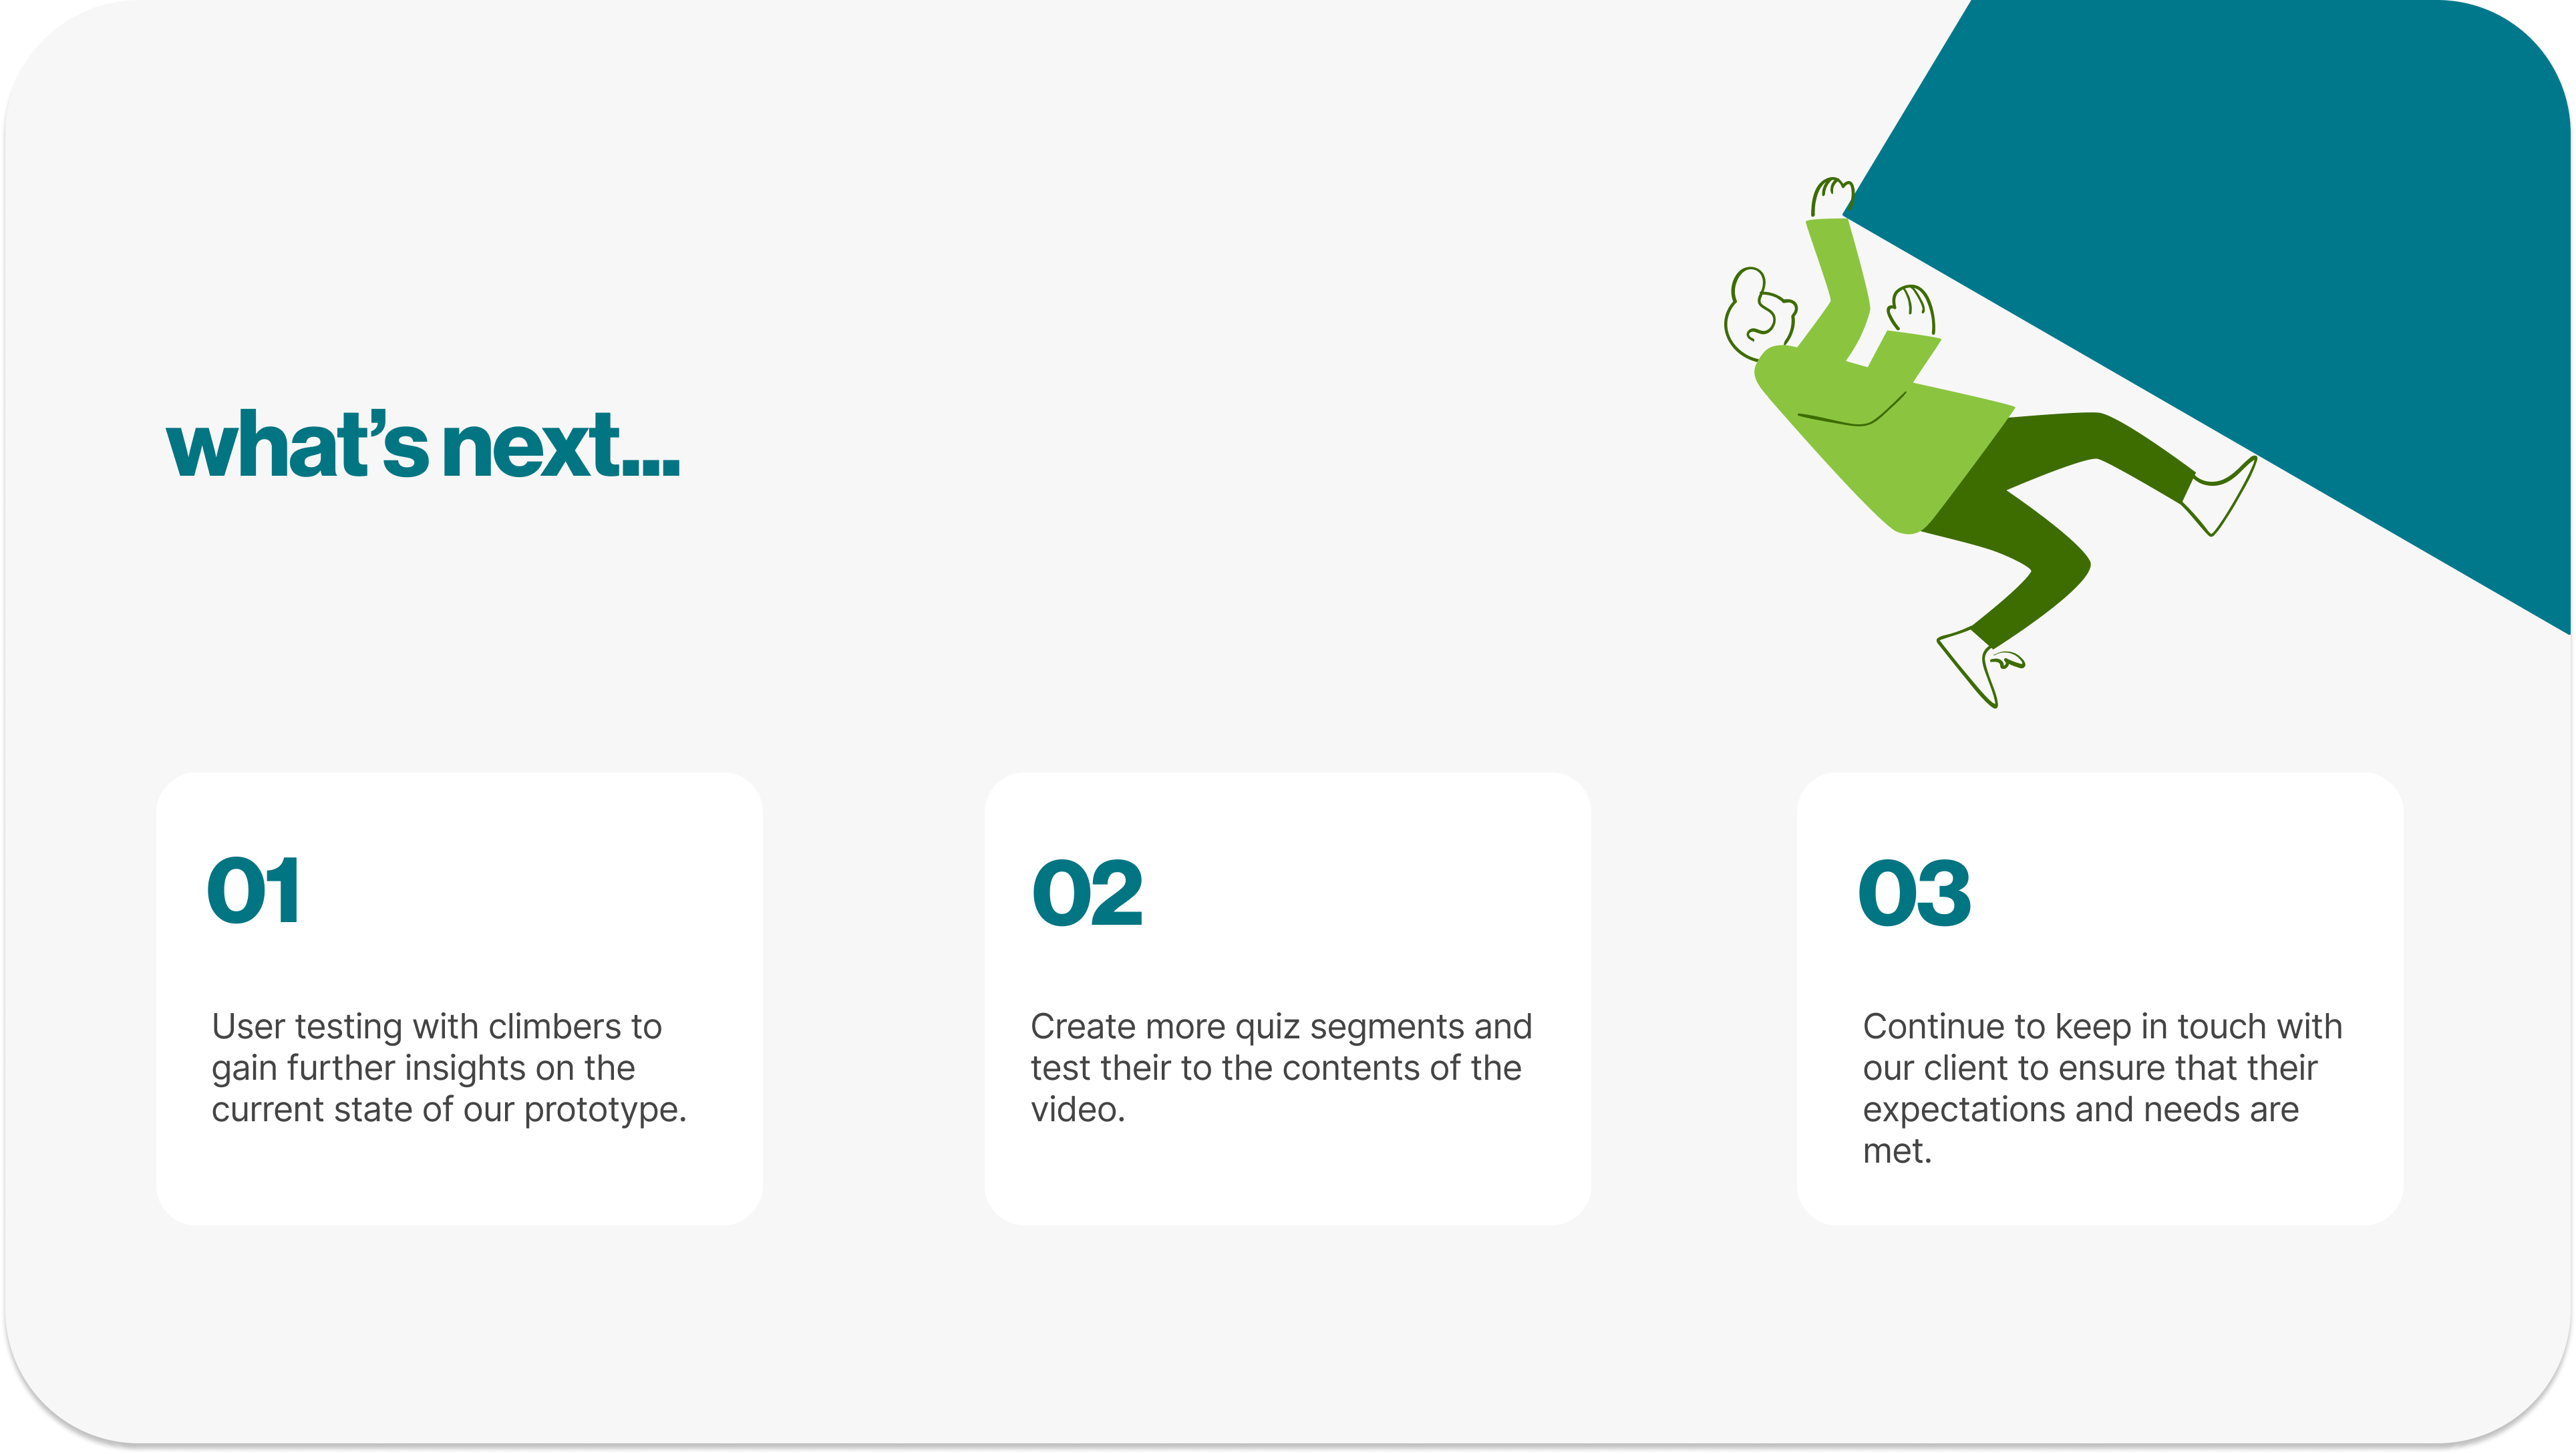 what’s next...
01
User testing with climbers to
gain further insights on the
current state of our prototype.
02
Create more quiz segments and
test their to the contents of the
video.
03
Continue to keep in touch with
our client to ensure that their
expectations and needs are
met.